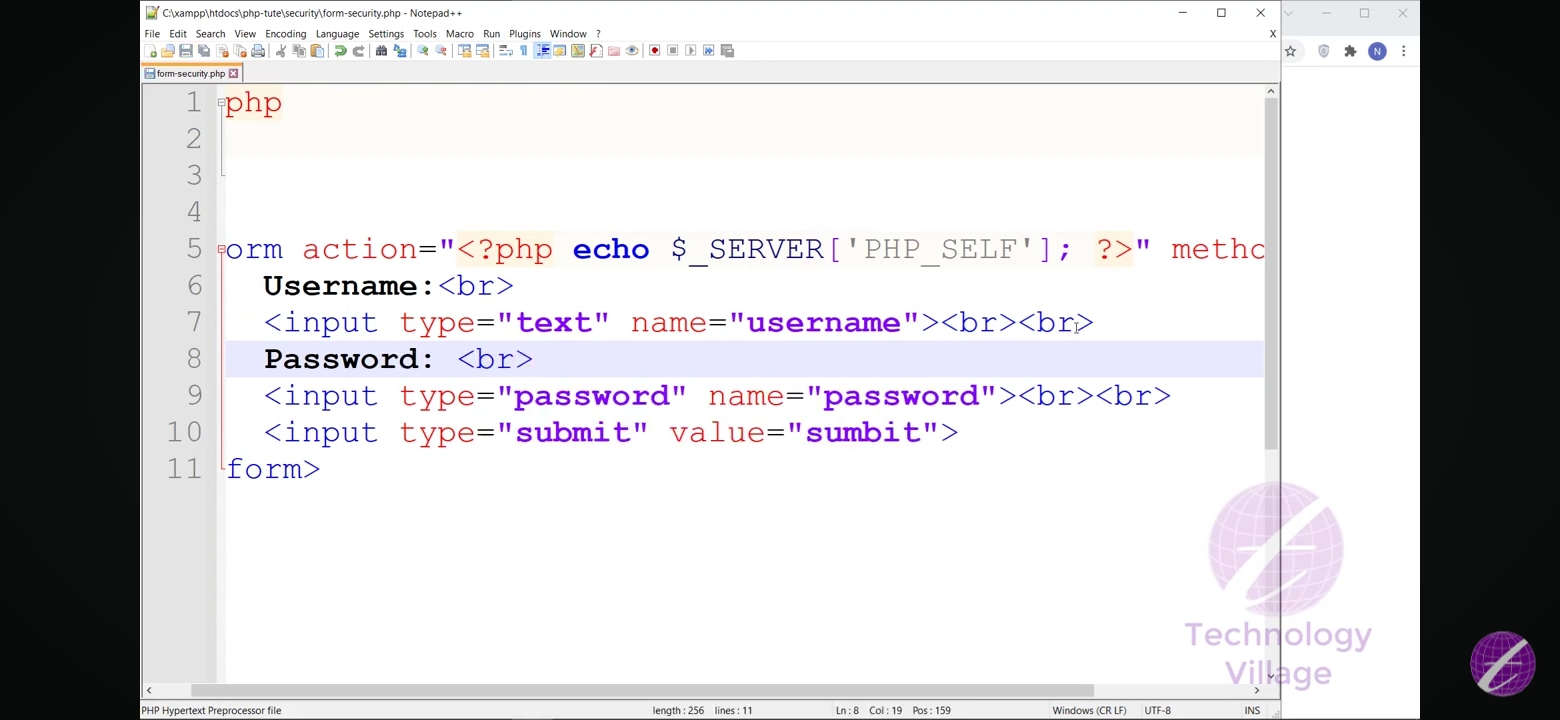 C:\xampp\htdocs\php-tute\security\form-security.php - Notepad++
File Edit Search View Encoding Language Settings Tools Macro Run Plugins Window ? X
N
form-security.php
1 php
2
3
4
5 orm action="<?php echo $_SERVER['PHP_SELF']; ?>" metho
6 Username:<br>
7 <input type="text" name="username"><br><br>
8 Password: <br>
9 <input type="password" name="password"><br><br>
10 <input type="submit" value="sumbit">
11 form>
Technology
Village
PHP Hypertext Preprocessor file length : 256 lines : 11 Ln : 8 Col : 19 Pos : 159 Windows (CR LF) UTF-8 INS